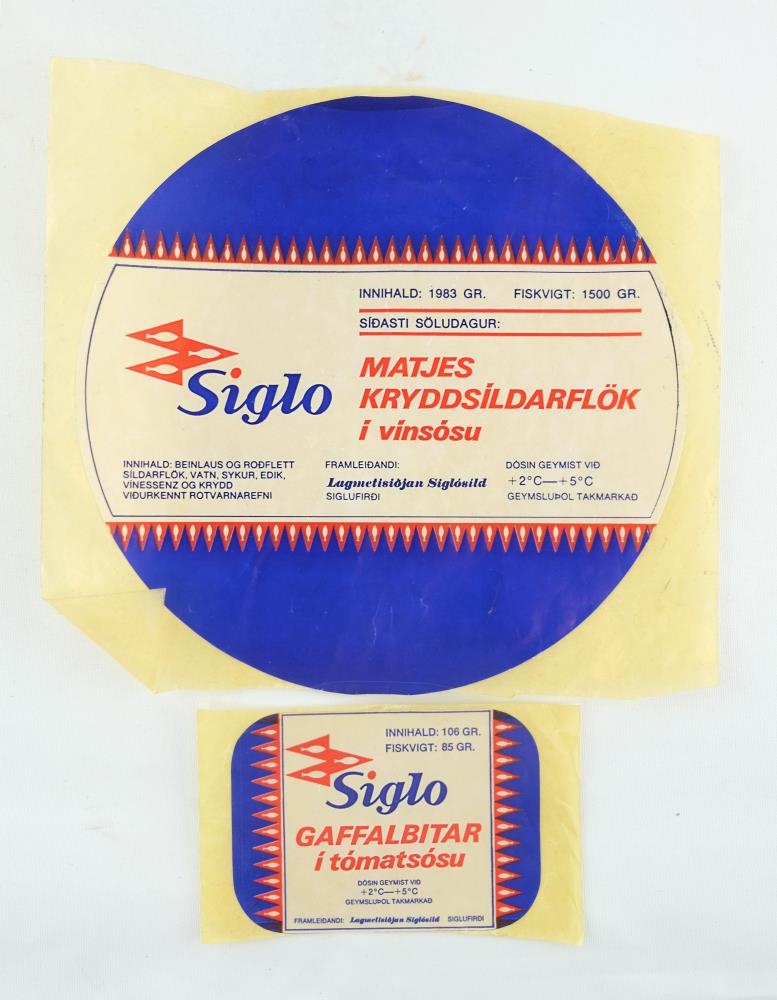 INNIHALD: 1983 GR. FISKVIGT: 1500 GR.
SÍÐASTI SÖLUDAGUR:
Siglo
MATJES
KRYDDSÍLDARFLÖK
í vínsósu
INNIHALD: BEINLAUS OG ROÐFLETT
SÍLDARFLÖK, VATN, SYKUR, EDIK,
VÍNESSENZ OG KRYDD
VIÐURKENNT ROTVARNAREFNI
FRAMLEIÐANDI:
Lagmetisiðjan Siglósíld
SIGLUFIRÐI
DÓSIN GEYMIST VIÐ
+2°C—+5°C
GEYMSLUÞOL TAKMARKAÐ
INNIHALD: 106 GR.
FISKVIGT: 85 GR.
Siglo
GAFFALBITAR
í tómatsósu
DÓSIN GEYMIST VIÐ
+2°C—+5°C
GEYMSLUÞOL TAKMARKAÐ
FRAMLEIÐANDI: Lagmetisiðjan Siglósíld SIGLUFIRÐI